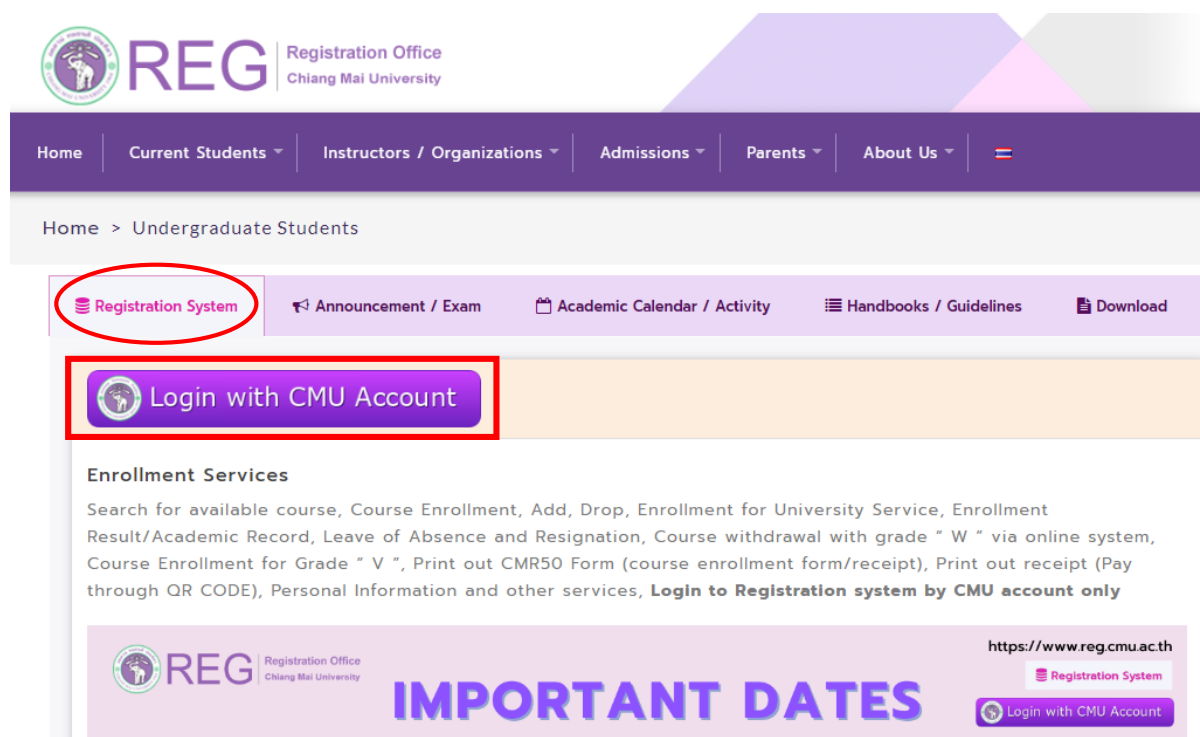 REG
Registration Office
Chiang Mai University
Home
Current Students
Instructors / Organizations
Admissions
Parents
About Us
Home > Undergraduate Students
Registration System
Announcement / Exam
Academic Calendar / Activity
Handbooks / Guidelines
Download
Login with CMU Account
Enrollment Services
Search for available course, Course Enrollment, Add, Drop, Enrollment for University Service, Enrollment
Result/Academic Record, Leave of Absence and Resignation, Course withdrawal with grade " W " via online system,
Course Enrollment for Grade " V ", Print out CMR50 Form (course enrollment form/receipt), Print out receipt (Pay
through QR CODE), Personal Information and other services, Login to Registration system by CMU account only
REG
Registration Office
Chiang Mai University
IMPORTANT DATES
https://www.reg.cmu.ac.th
Registration System
Login with CMU Account